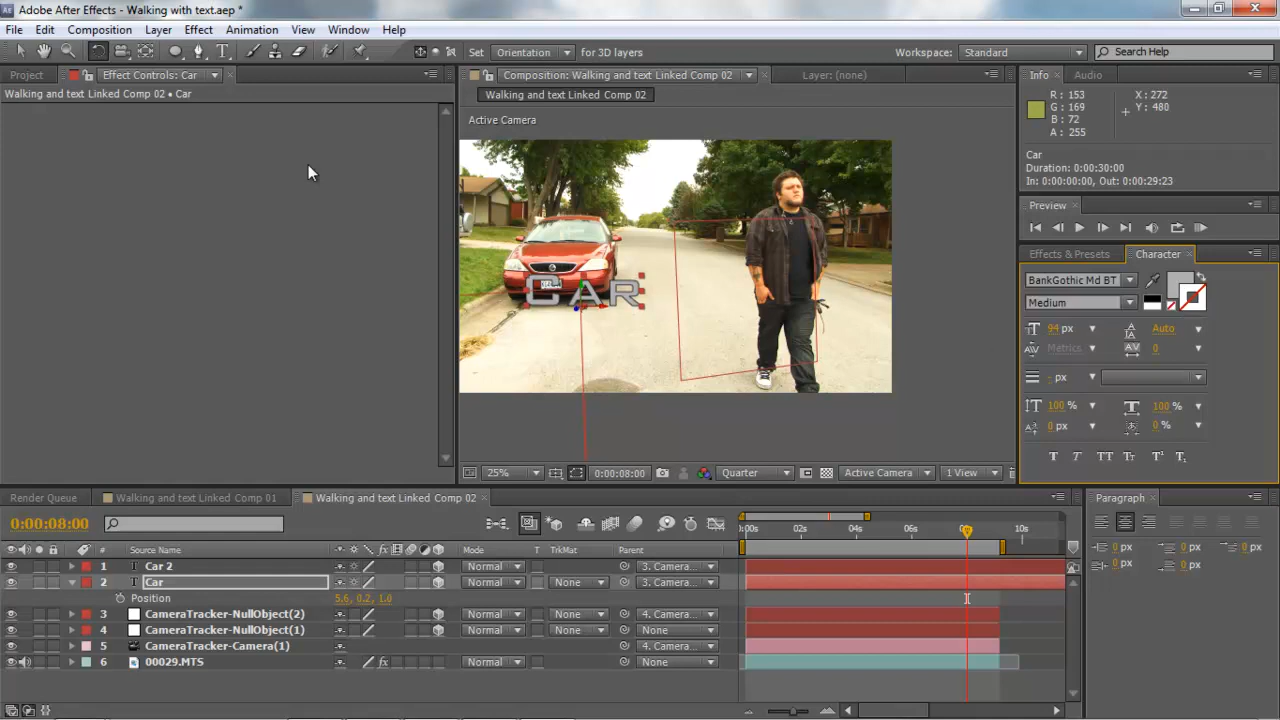 Adobe After Effects - Walking with text.aep *
File Edit Composition Layer Effect Animation View Window Help
Set Orientation for 3D layers Workspace: Standard Search Help
Project Effect Controls: Car Composition: Walking and text Linked Comp 02 Layer: (none) Info Audio
Walking and text Linked Comp 02 • Car
Walking and text Linked Comp 02
Active Camera
R : 153 X : 272
G : 169 Y : 480
B : 72
A : 255
Car
Duration: 0:00:30:00
In: 0:00:00:00, Out: 0:00:29:23
Preview
Effects & Presets Character
BankGothic Md BT
Medium
94 px Auto
Metrics 0
- px
100 % 100 %
0 px 0 %
T T TT Tr T¹ T₁
CAR
25% 0:00:08:00 Quarter Active Camera 1 View
Render Queue Walking and text Linked Comp 01 Walking and text Linked Comp 02 Paragraph
0:00:08:00
0:00s 02s 04s 06s 10s
# Source Name Mode T TrkMat Parent
1 T Car 2 Normal 3. Camera...
2 T Car Normal None 3. Camera...
Position 5.6, 0.2, 1.0
3 CameraTracker-NullObject(2) Normal None 4. Camera...
4 CameraTracker-NullObject(1) Normal None None
5 CameraTracker-Camera(1) 4. Camera...
6 00029.MTS fx Normal None None
0 px 0 px 0 px
0 px 0 px